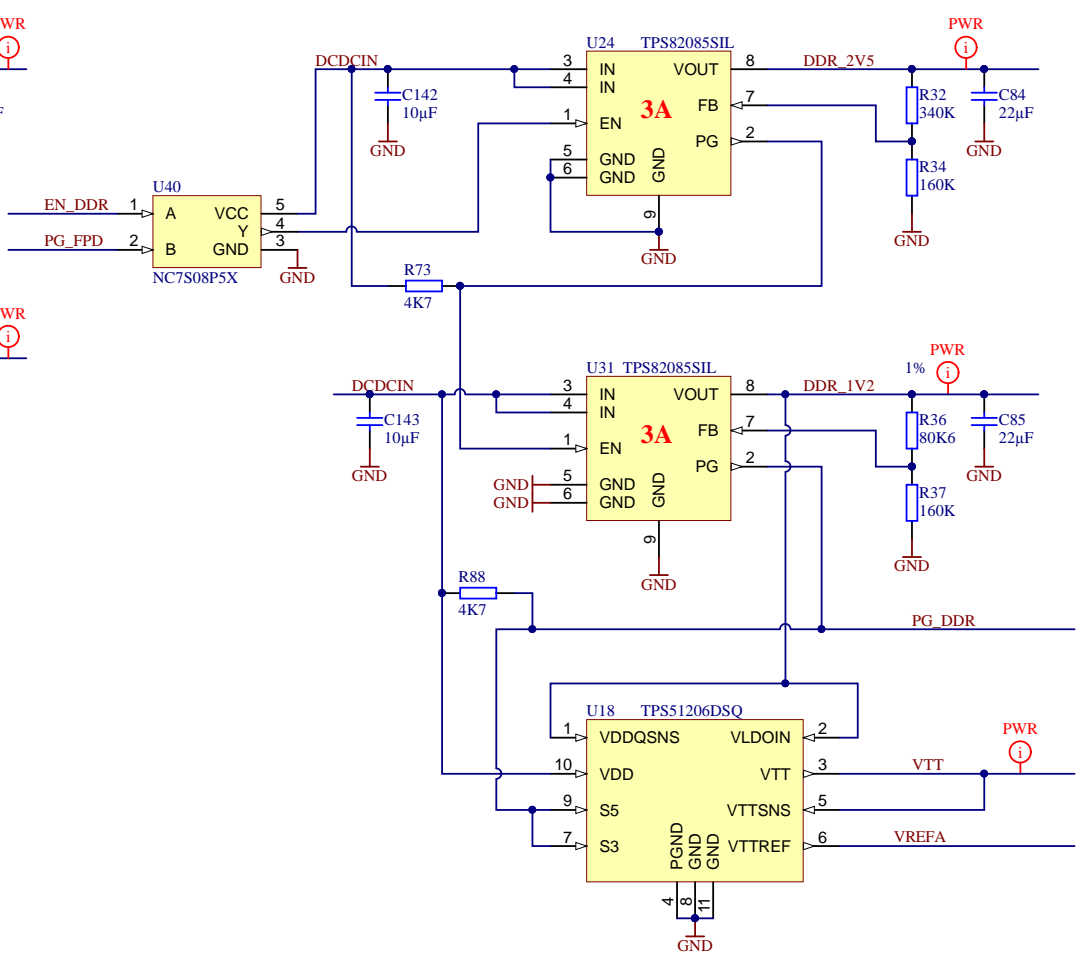 WR
i
F
EN_DDR
PG_FPD
1
2
U40
A
B
VCC
Y
GND
5
4
3
NC7S08P5X
GND
WR
i
DCDCIN
C142
10µF
GND
R73
4K7
U24 TPS82085SIL
3
4
1
5
6
IN
IN
EN
GND
GND
GND
3A
VOUT
FB
PG
8
7
2
9
GND
DDR_2V5
PWR
i
R32
340K
C84
22µF
GND
R34
160K
GND
DCDCIN
C143
10µF
GND
U31 TPS82085SIL
3
4
1
GND 5
GND 6
IN
IN
EN
GND
GND
GND
3A
VOUT
FB
PG
8
7
2
9
GND
DDR_1V2
1%
PWR
i
R36
80K6
C85
22µF
GND
R37
160K
GND
R88
4K7
PG_DDR
U18 TPS51206DSQ
1
10
9
7
VDDQSNS
VDD
S5
S3
PGND
GND
GND
VLDOIN
VTT
VTTSNS
VTTREF
2
3
5
6
4
8
11
GND
VTT
PWR
i
VREFA